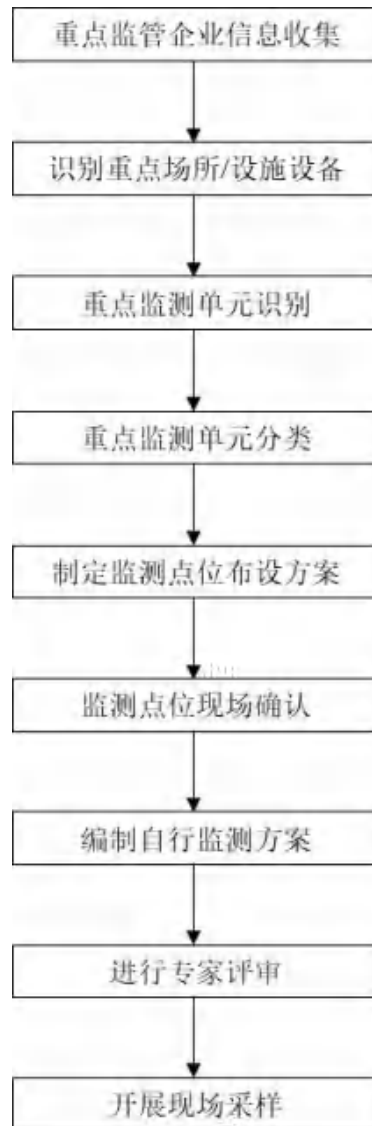 重点监管企业信息收集
识别重点场所/设施设备
重点监测单元识别
重点监测单元分类
制定监测点位布设方案
监测点位现场确认
编制自行监测方案
进行专家评审
开展现场采样